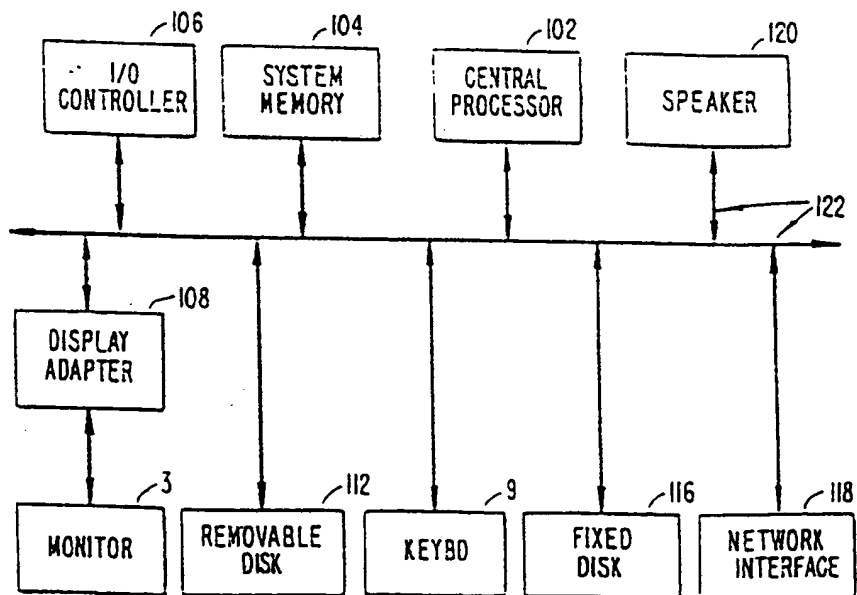 106
104
102
120
I/O
CONTROLLER
SYSTEM
MEMORY
CENTRAL
PROCESSOR
SPEAKER
122
108
DISPLAY
ADAPTER
3
112
9
116
118
MONITOR
REMOVABLE
DISK
KEYBD
FIXED
DISK
NETWORK
INTERFACE